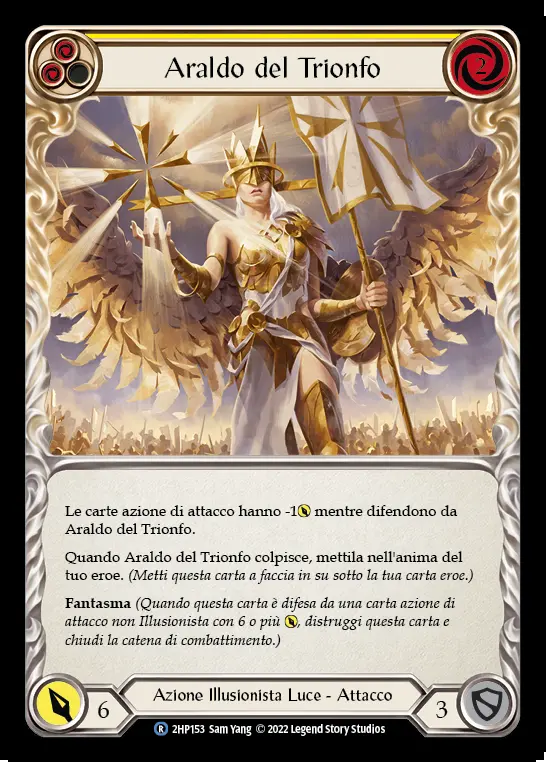 Araldo del Trionfo
2
Le carte azione di attacco hanno -1 mentre difendono da
Araldo del Trionfo.
Quando Araldo del Trionfo colpisce, mettila nell'anima del
tuo eroe. (Metti questa carta a faccia in su sotto la tua carta eroe.)
Fantasma (Quando questa carta è difesa da una carta azione di
attacco non Illusionista con 6 o più , distruggi questa carta e
chiudi la catena di combattimento.)
6
Azione Illusionista Luce - Attacco
3
R 2HP153 Sam Yang © 2022 Legend Story Studios